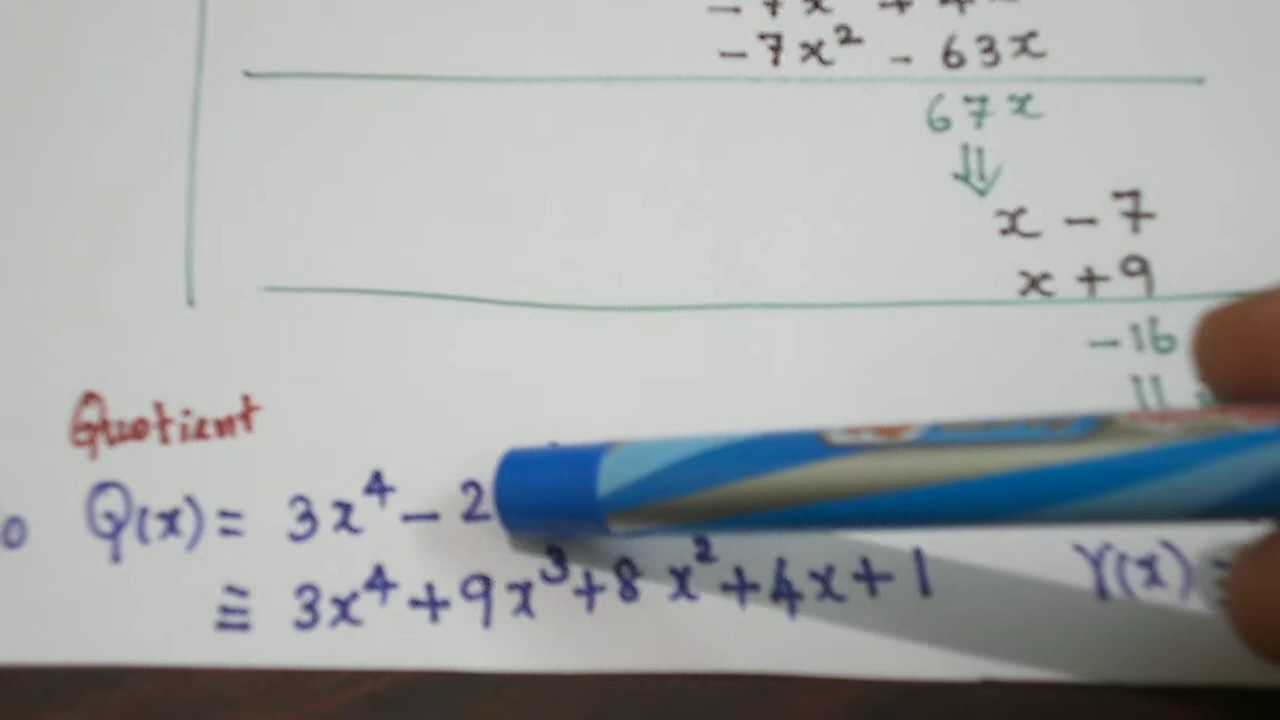 -7x² - 63x
67x
⇓
x - 7
x + 9
-16
Quotient
Q(x) = 3x⁴ - 2
≅ 3x⁴ + 9x³ + 8x² + 4x + 1 γ(x) =